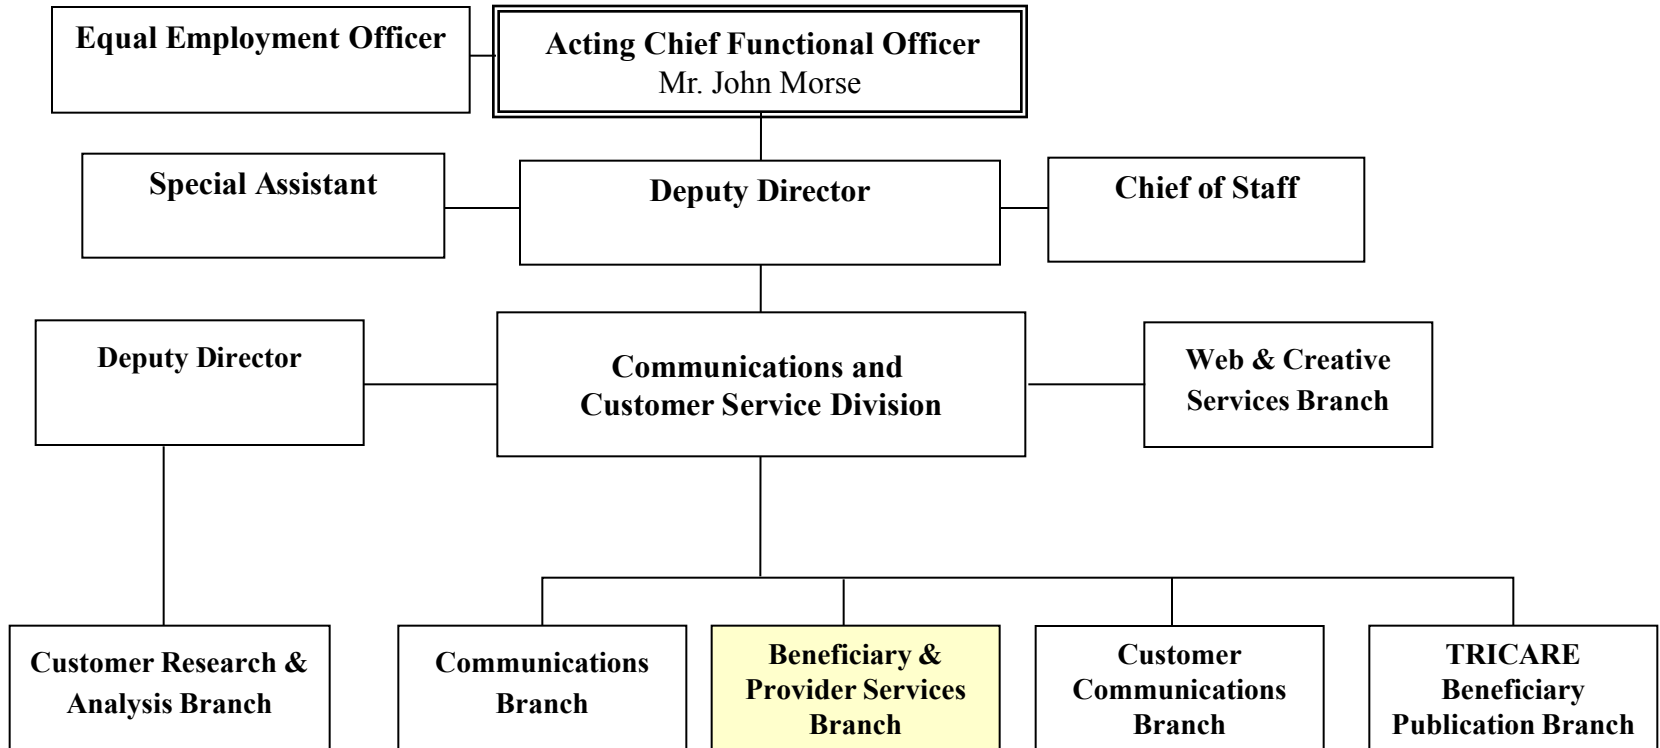 Equal Employment Officer
Acting Chief Functional Officer
Mr. John Morse
Special Assistant
Deputy Director
Chief of Staff
Deputy Director
Communications and
Customer Service Division
Web & Creative
Services Branch
Customer Research &
Analysis Branch
Communications
Branch
Beneficiary &
Provider Services
Branch
Customer
Communications
Branch
TRICARE
Beneficiary
Publication Branch